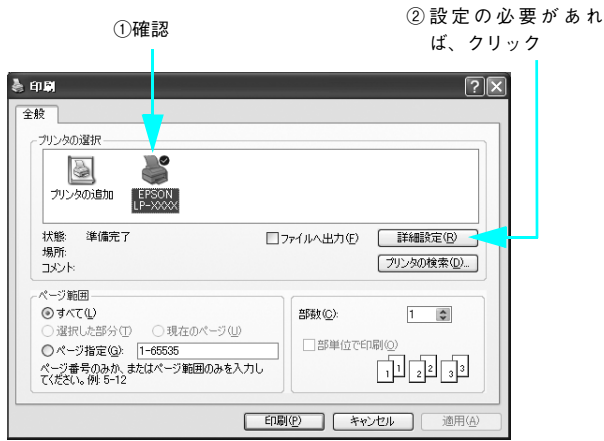 ①確認
②設定の必要があれ
ば、クリック
印刷
全般
プリンタの選択
プリンタの追加
EPSON
LP-XXXX
状態: 準備完了
場所:
コメント:
ファイルへ出力(F)
詳細設定(R)
プリンタの検索(D)...
ページ範囲
すべて(L)
選択した部分(T) 現在のページ(U)
ページ指定(G): 1-65535
ページ番号のみか、またはページ範囲のみを入力し
てください。例: 5-12
部数(C): 1
部単位で印刷(O)
1 1 2 2 3 3
印刷(P) キャンセル 適用(A)